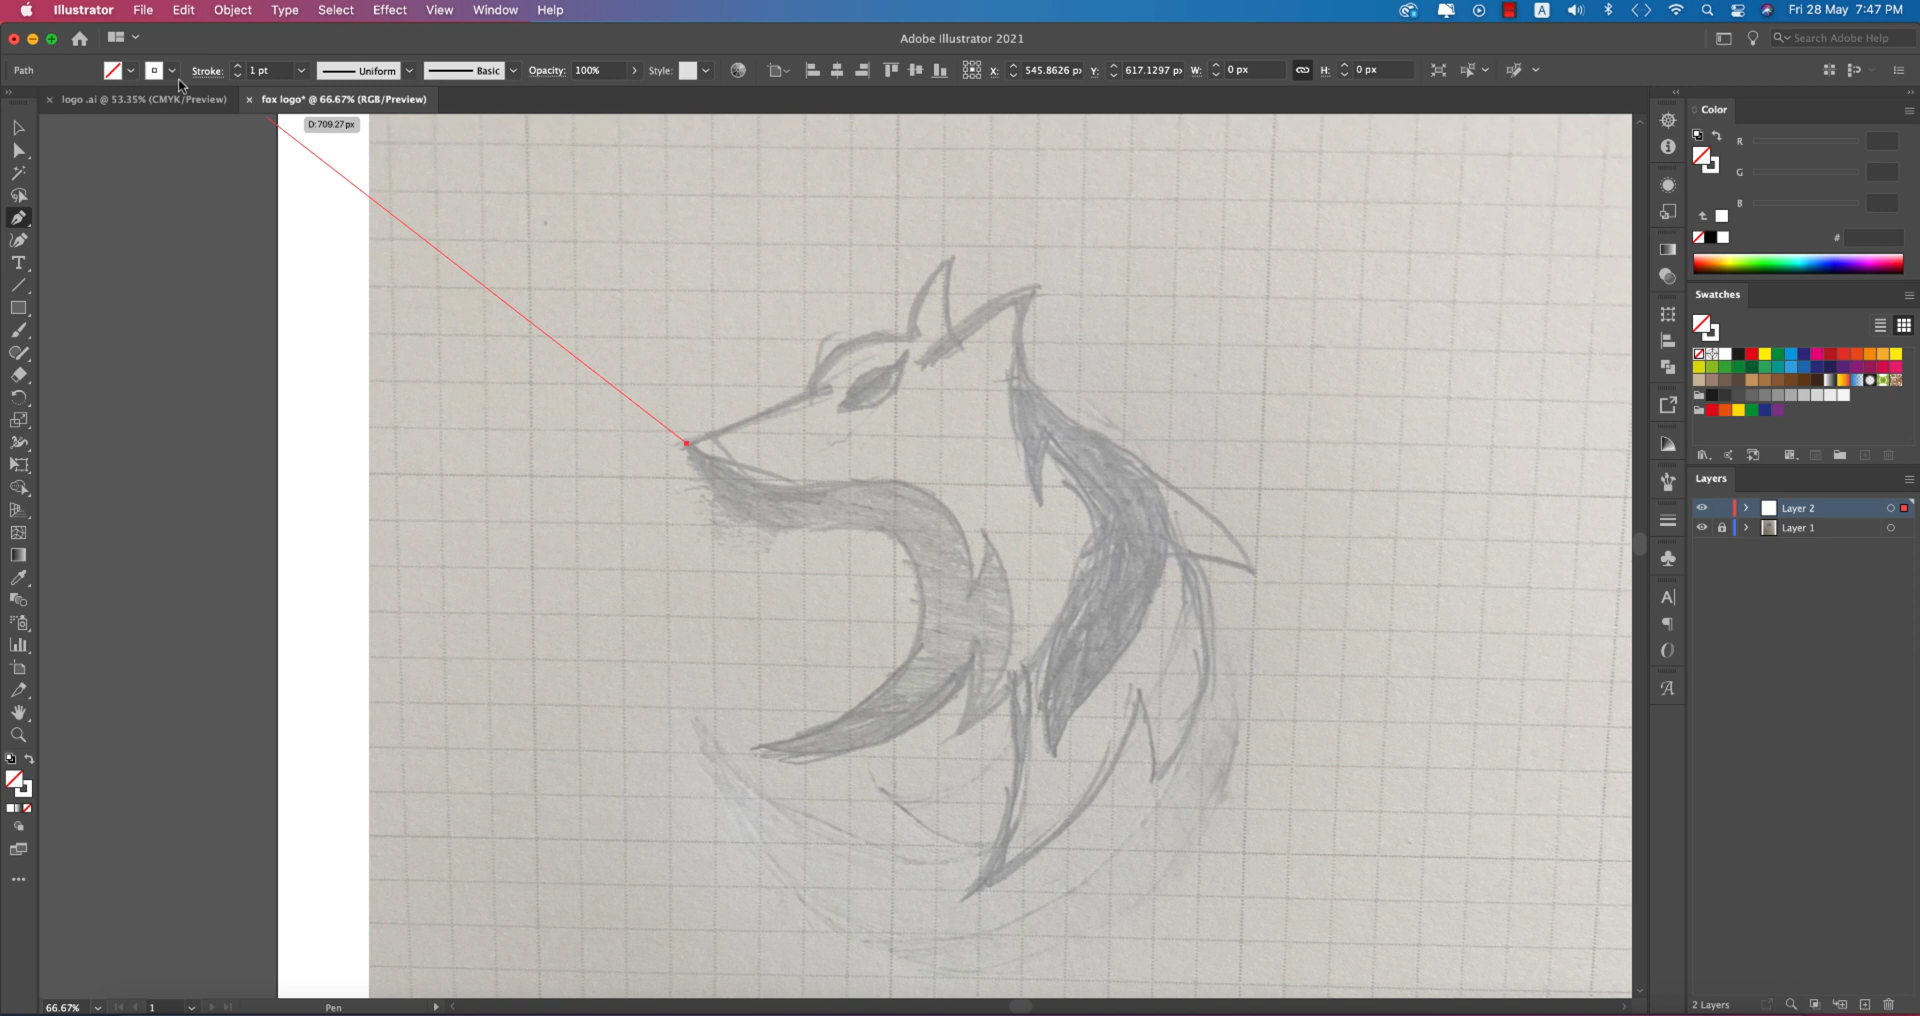 Illustrator File Edit Object Type Select Effect View Window Help
A
Fri 28 May 7:47 PM
Adobe Illustrator 2021
Search Adobe Help
Path
Stroke:
1 pt
Uniform
Basic
Opacity:
100%
Style:
X:
545.8626 px
Y:
617.1297 px
W:
0 px
H:
0 px
logo .ai @ 53.35% (CMYK/Preview)
fox logo* @ 66.67% (RGB/Preview)
D: 709.27 px
Color
R
G
B
#
Swatches
Layers
Layer 2
Layer 1
2 Layers
66.67%
1
Pen